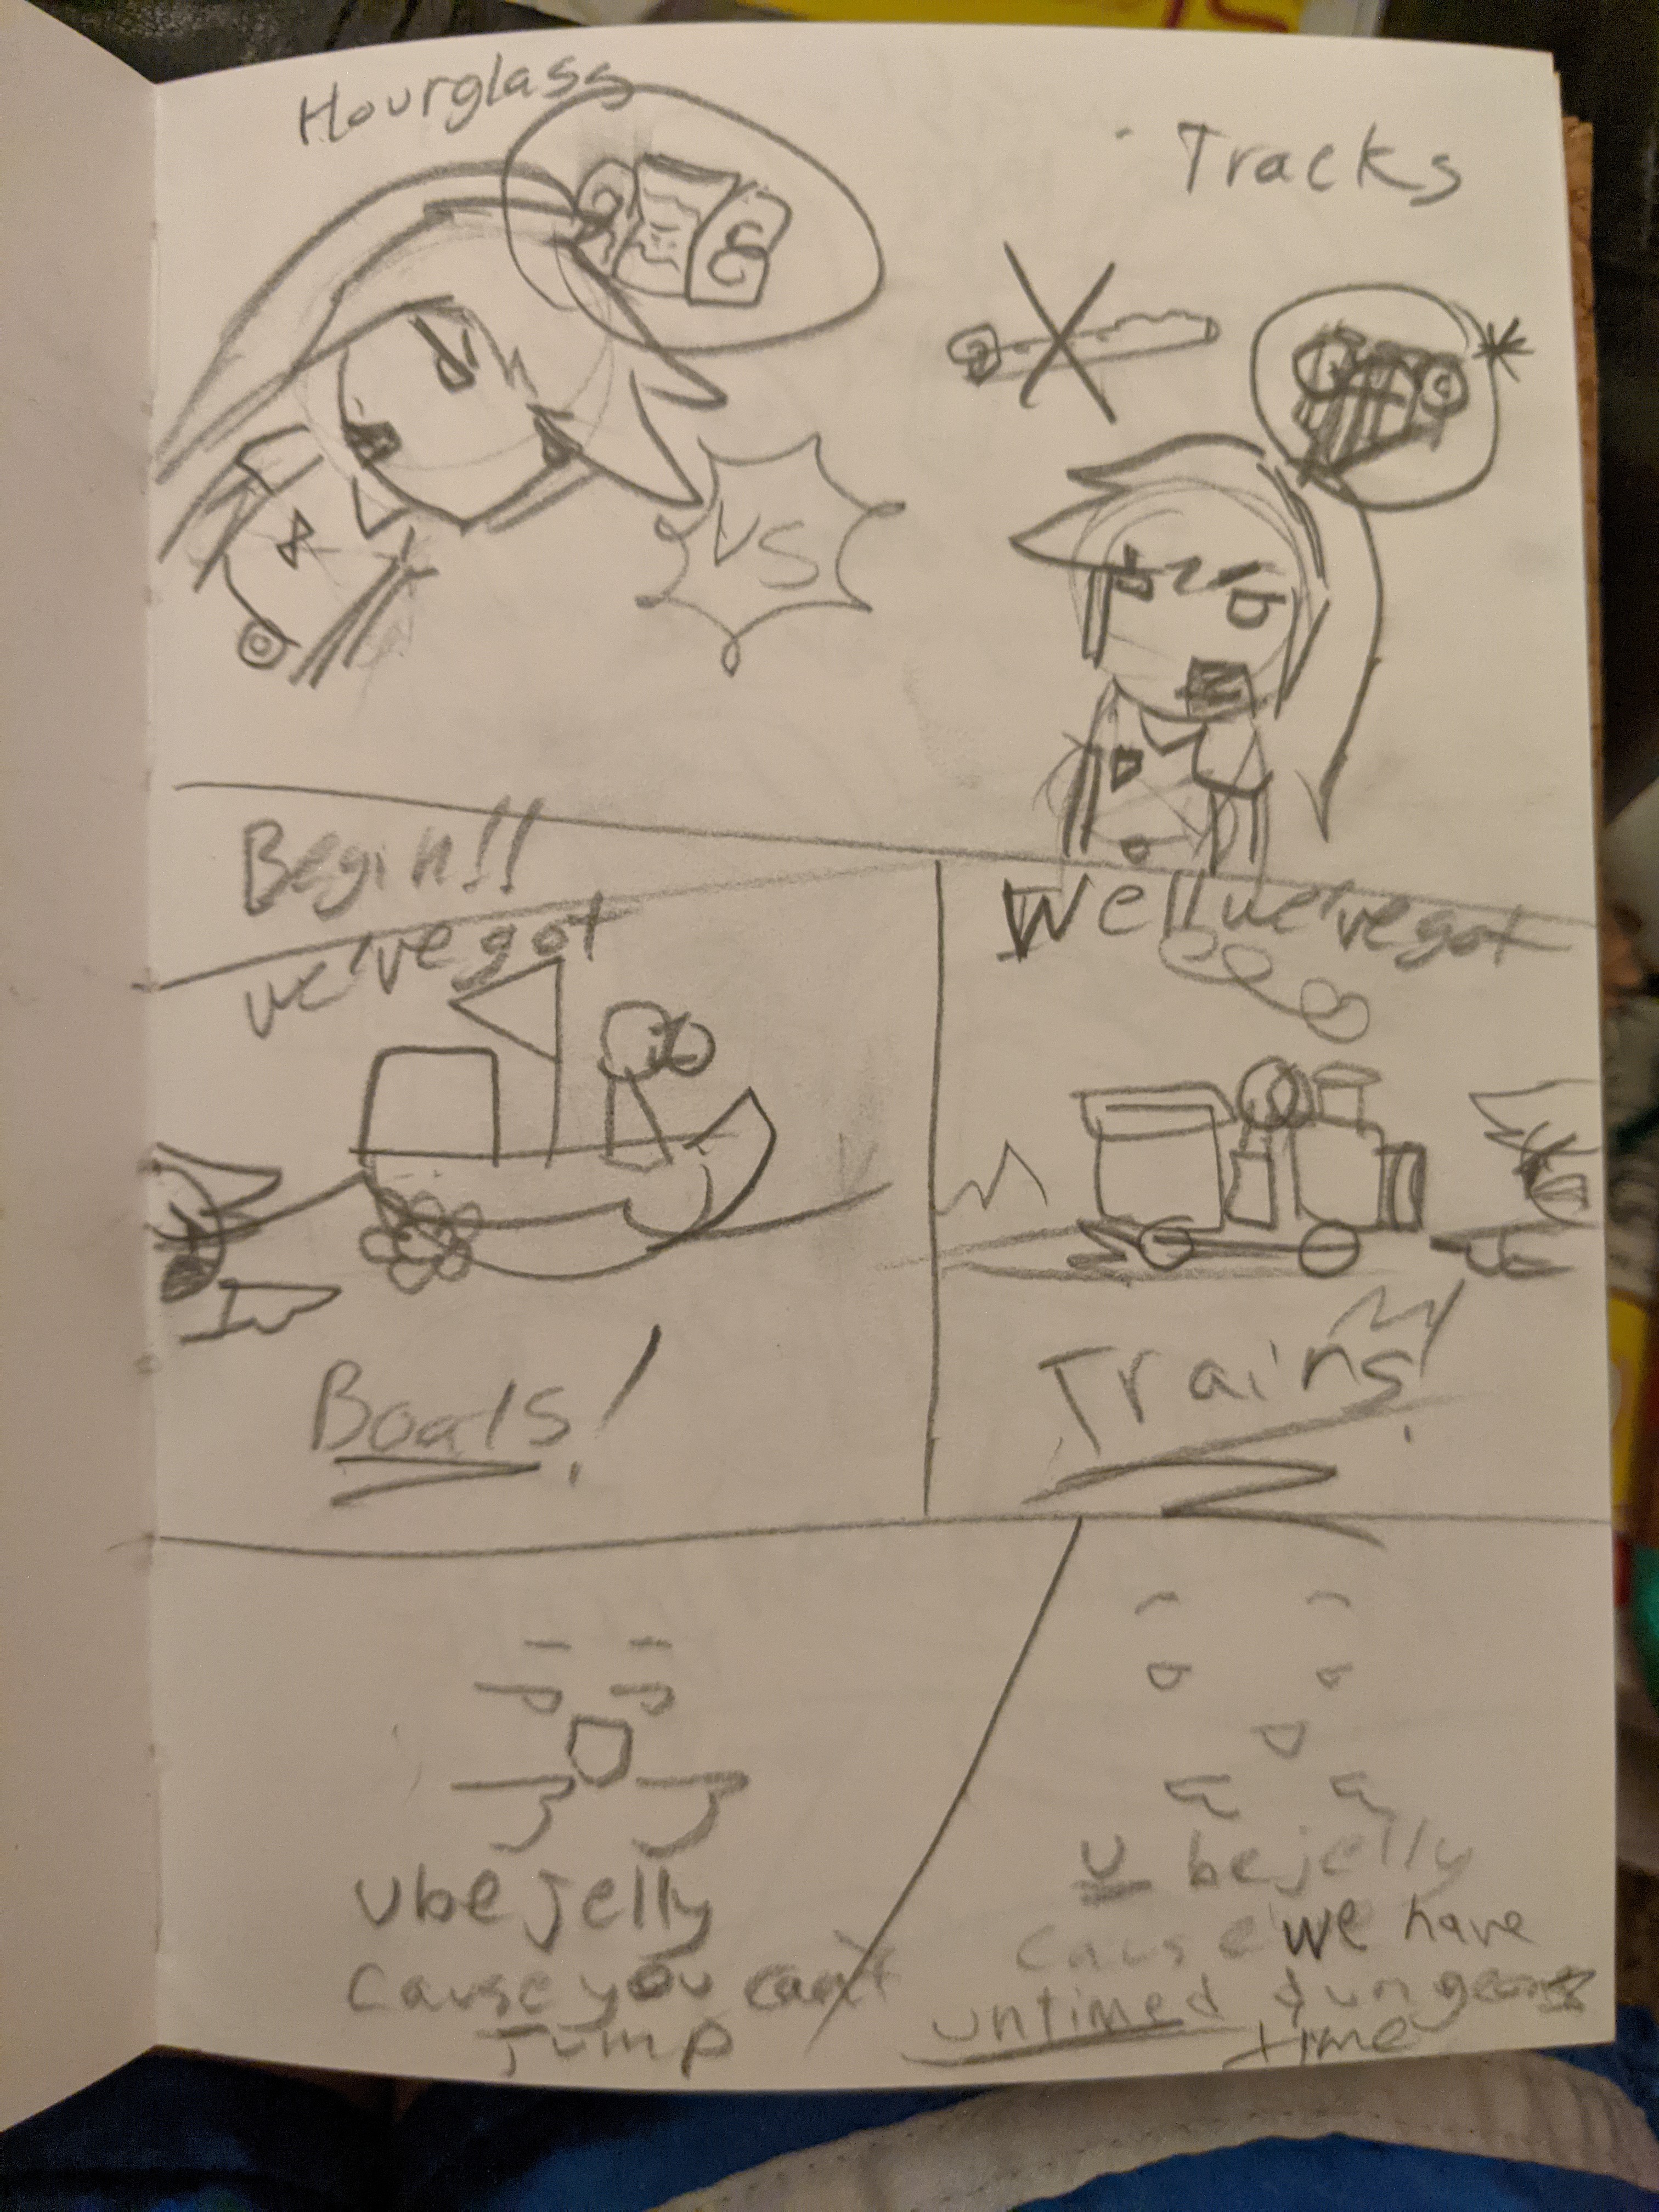 Hourglass
Tracks
VS
Begin!!
we've got
Boats!
Well we've got
Trains!
U be jelly
cause you can't
Jump
U be jelly
cause we have
untimed dungeons
time